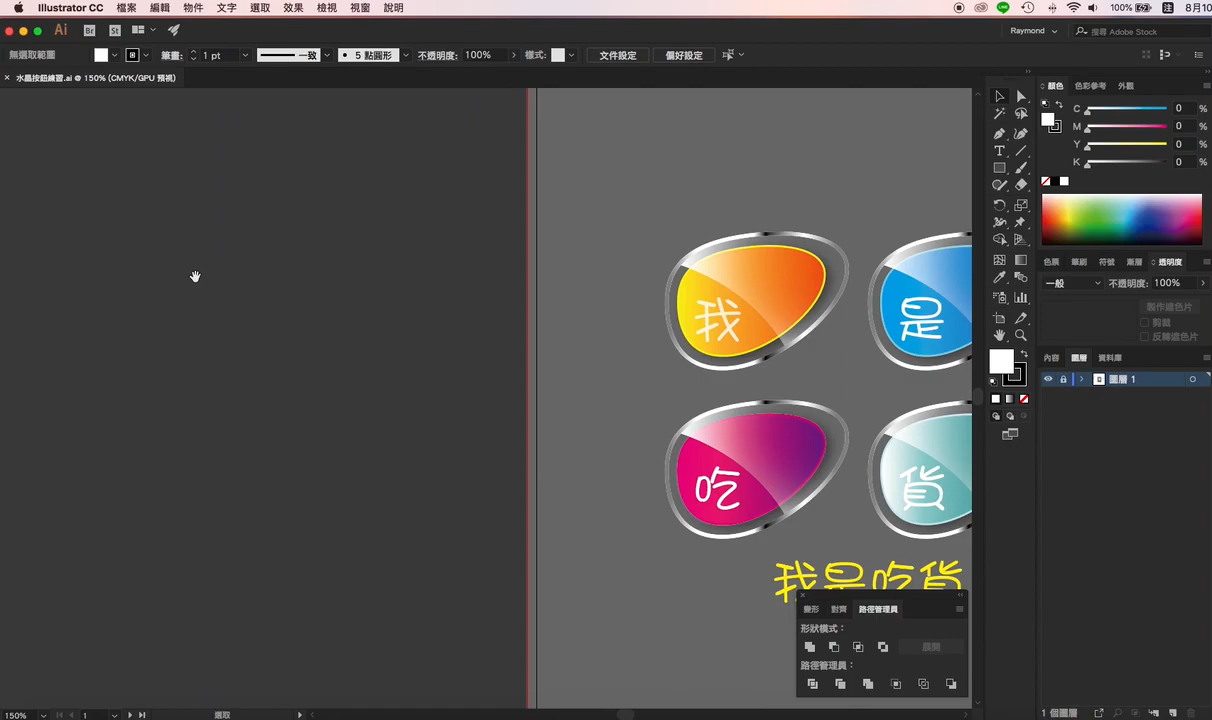 Illustrator CC 檔案 編輯 物件 文字 選取 效果 檢視 視窗 說明 100% 注 8月10
Ai Br St Raymond 搜尋 Adobe Stock
無選取範圍 筆畫: 1 pt 一致 5 點圓形 不透明度: 100% 樣式: 文件設定 偏好設定
× 水晶按鈕練習.ai @ 150% (CMYK/GPU 預視)
顏色 色彩參考 外觀
C 0 %
M 0 %
Y 0 %
K 0 %
色票 筆刷 符號 漸層 透明度
一般 不透明度: 100%
製作遮色片
剪裁
反轉遮色片
內容 圖層 資料庫
圖層 1
我 是
吃 貨
我是吃貨
變形 對齊 路徑管理員
形狀模式:
展開
路徑管理員:
150% 1 選取 1 個圖層